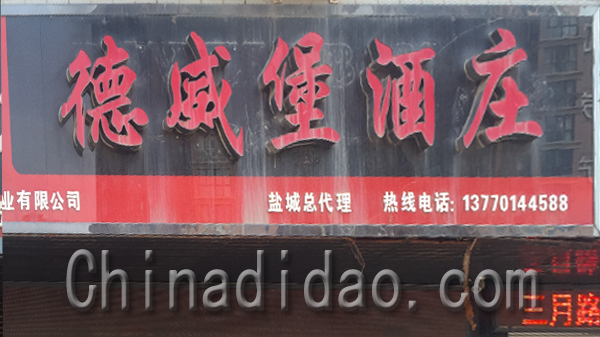 德威堡酒庄
业有限公司 盐城总代理 热线电话: 13770144588
Chinadidao.com
三月路